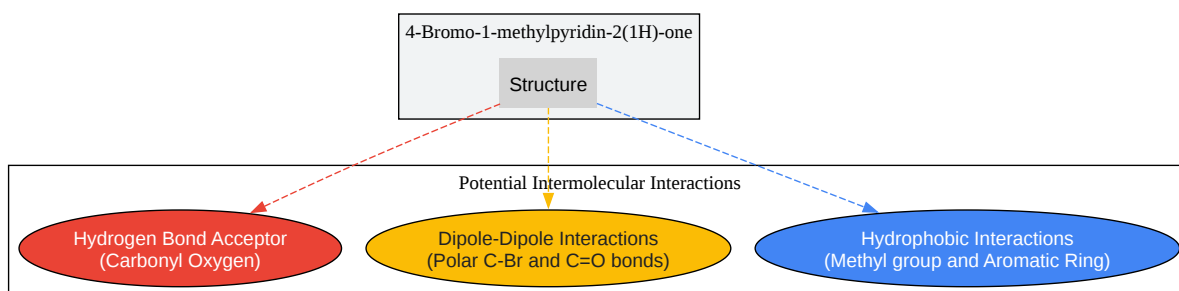 4-Bromo-1-methylpyridin-2(1H)-one
Structure
Potential Intermolecular Interactions
Hydrogen Bond Acceptor
(Carbonyl Oxygen)
Dipole-Dipole Interactions
(Polar C-Br and C=O bonds)
Hydrophobic Interactions
(Methyl group and Aromatic Ring)